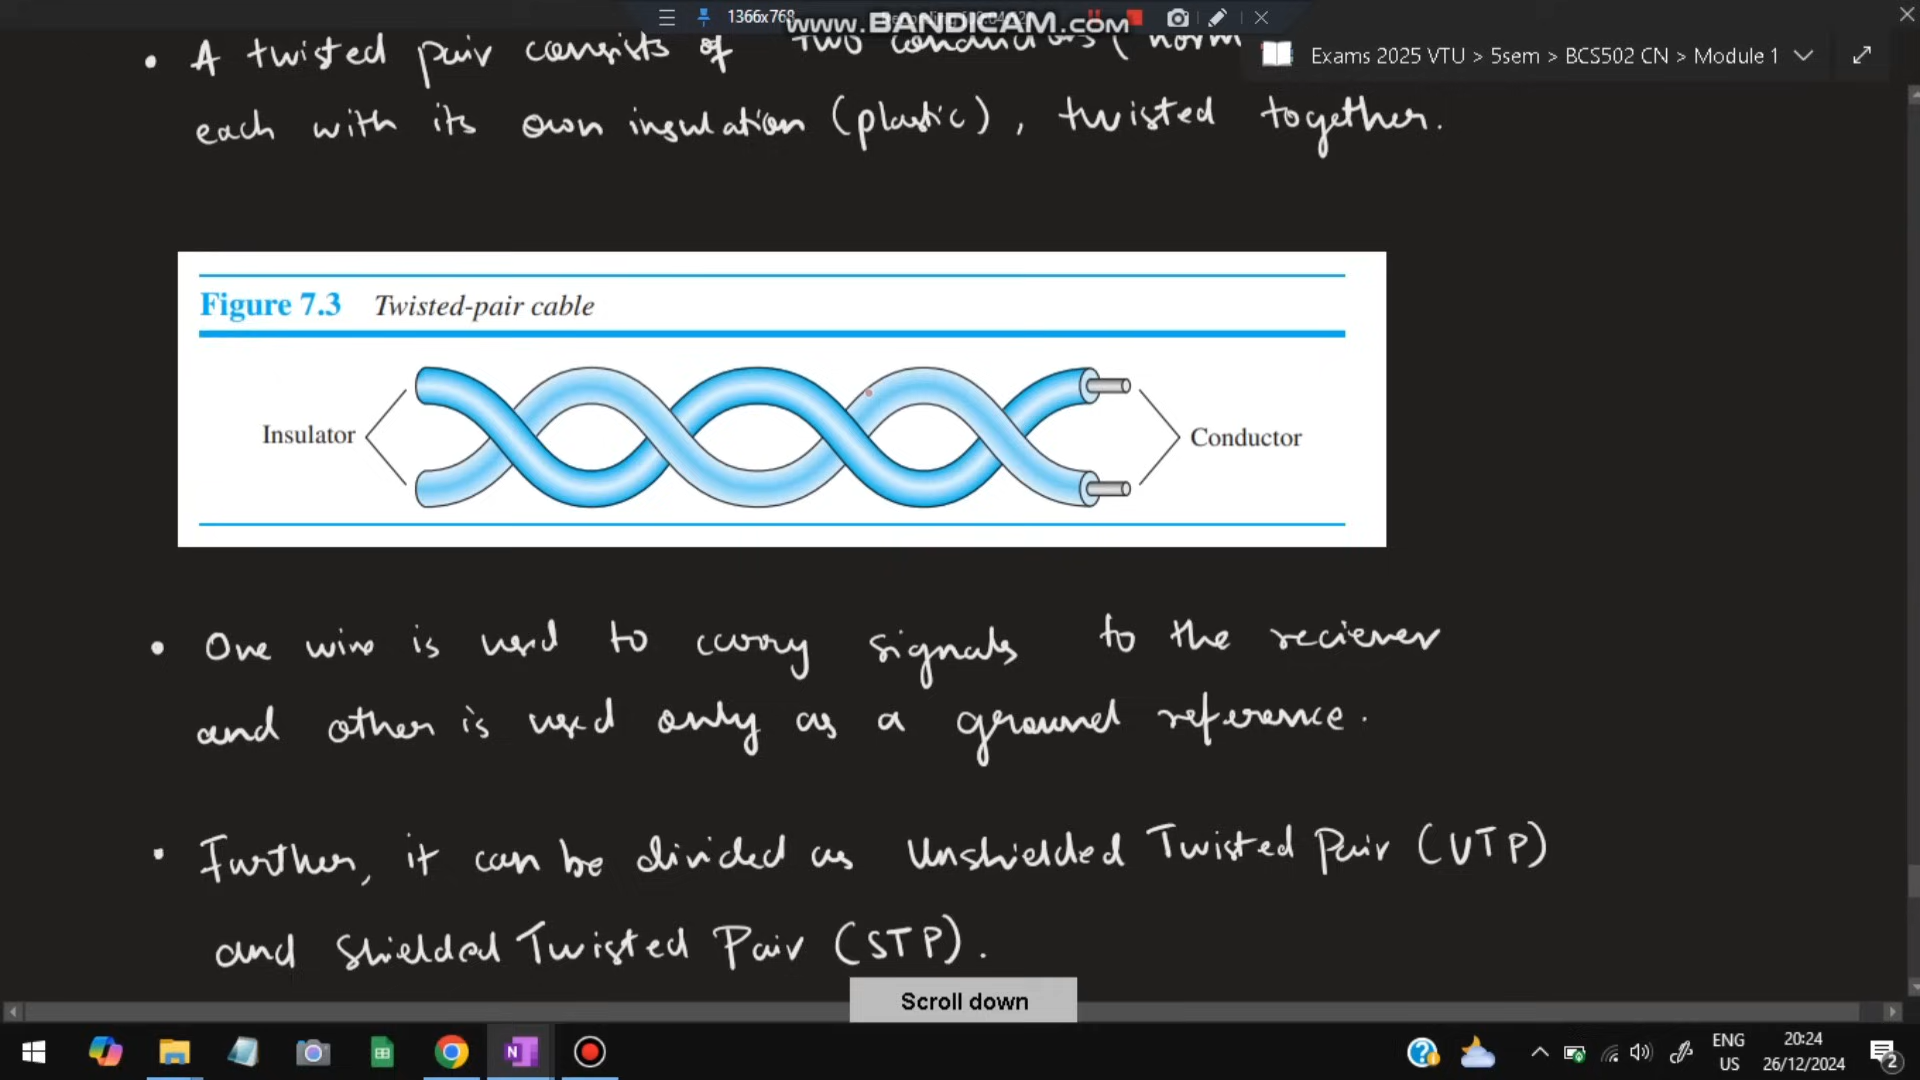 1366x768
www.BANDICAM.com
Exams 2025 VTU > 5sem > BCS502 CN > Module 1
• A twisted pair consists of two conductors (norm
each with its own insulation (plastic), twisted together.
Figure 7.3 Twisted-pair cable
Insulator
Conductor
• One wire is used to carry signals to the reciever
and other is used only as a ground reference.
• Further, it can be divided as Unshielded Twisted Pair (UTP)
and Shielded Twisted Pair (STP).
Scroll down
ENG
US
20:24
26/12/2024
2